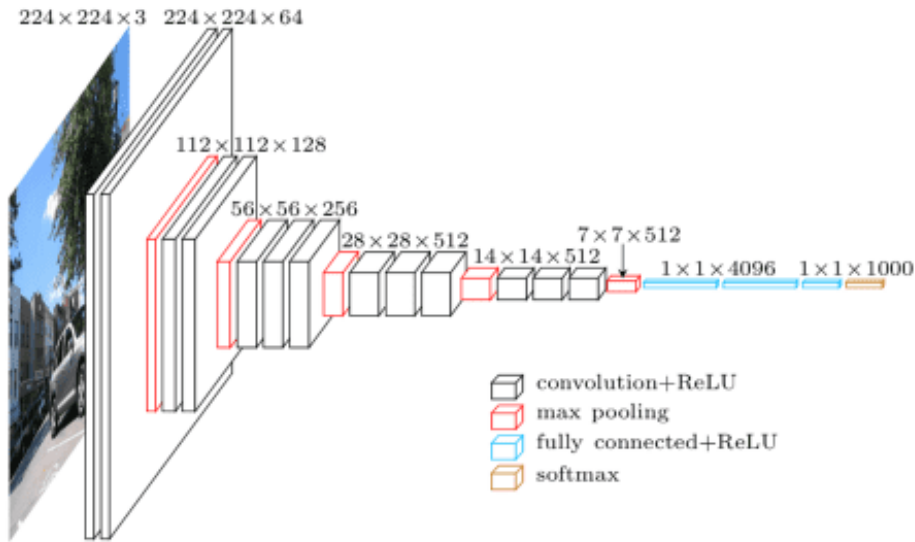 224×224×3
224×224×64
112×112×128
56×56×256
28×28×512
14×14×512
7×7×512
1×1×4096
1×1×1000
convolution+ReLU
max pooling
fully connected+ReLU
softmax